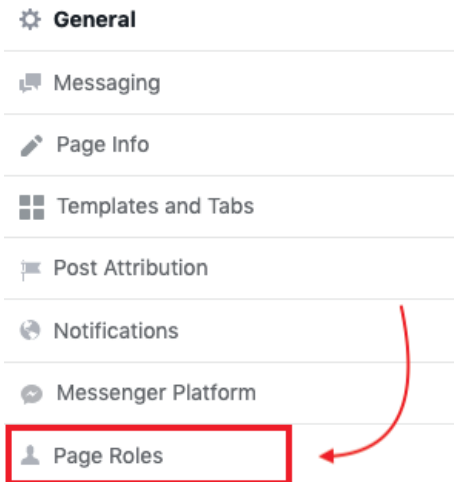 General
Messaging
Page Info
Templates and Tabs
Post Attribution
Notifications
Messenger Platform
Page Roles